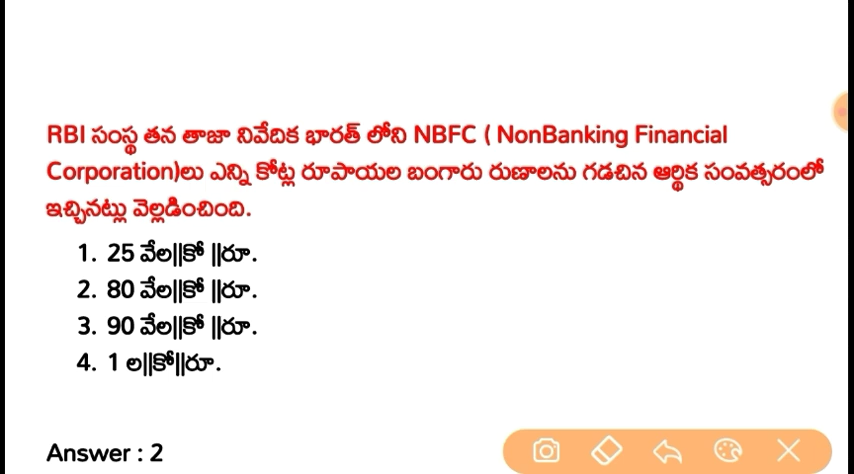 RBI సంస్థ తన తాజా నివేదిక భారత్ లోని NBFC ( NonBanking Financial
Corporation)లు ఎన్ని కోట్ల రూపాయల బంగారు రుణాలను గడచిన ఆర్థిక సంవత్సరంలో
ఇచ్చినట్లు వెల్లడించింది.
1. 25 వేల||కో ||రూ.
2. 80 వేల||కో ||రూ.
3. 90 వేల||కో ||రూ.
4. 1 ల||కో||రూ.
Answer : 2